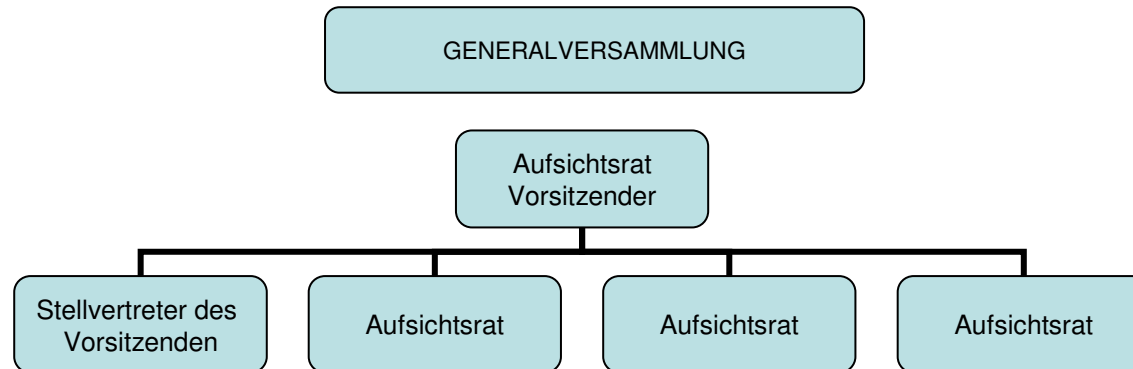 GENERALVERSAMMLUNG
Aufsichtsrat
Vorsitzender
Stellvertreter des
Vorsitzenden
Aufsichtsrat
Aufsichtsrat
Aufsichtsrat